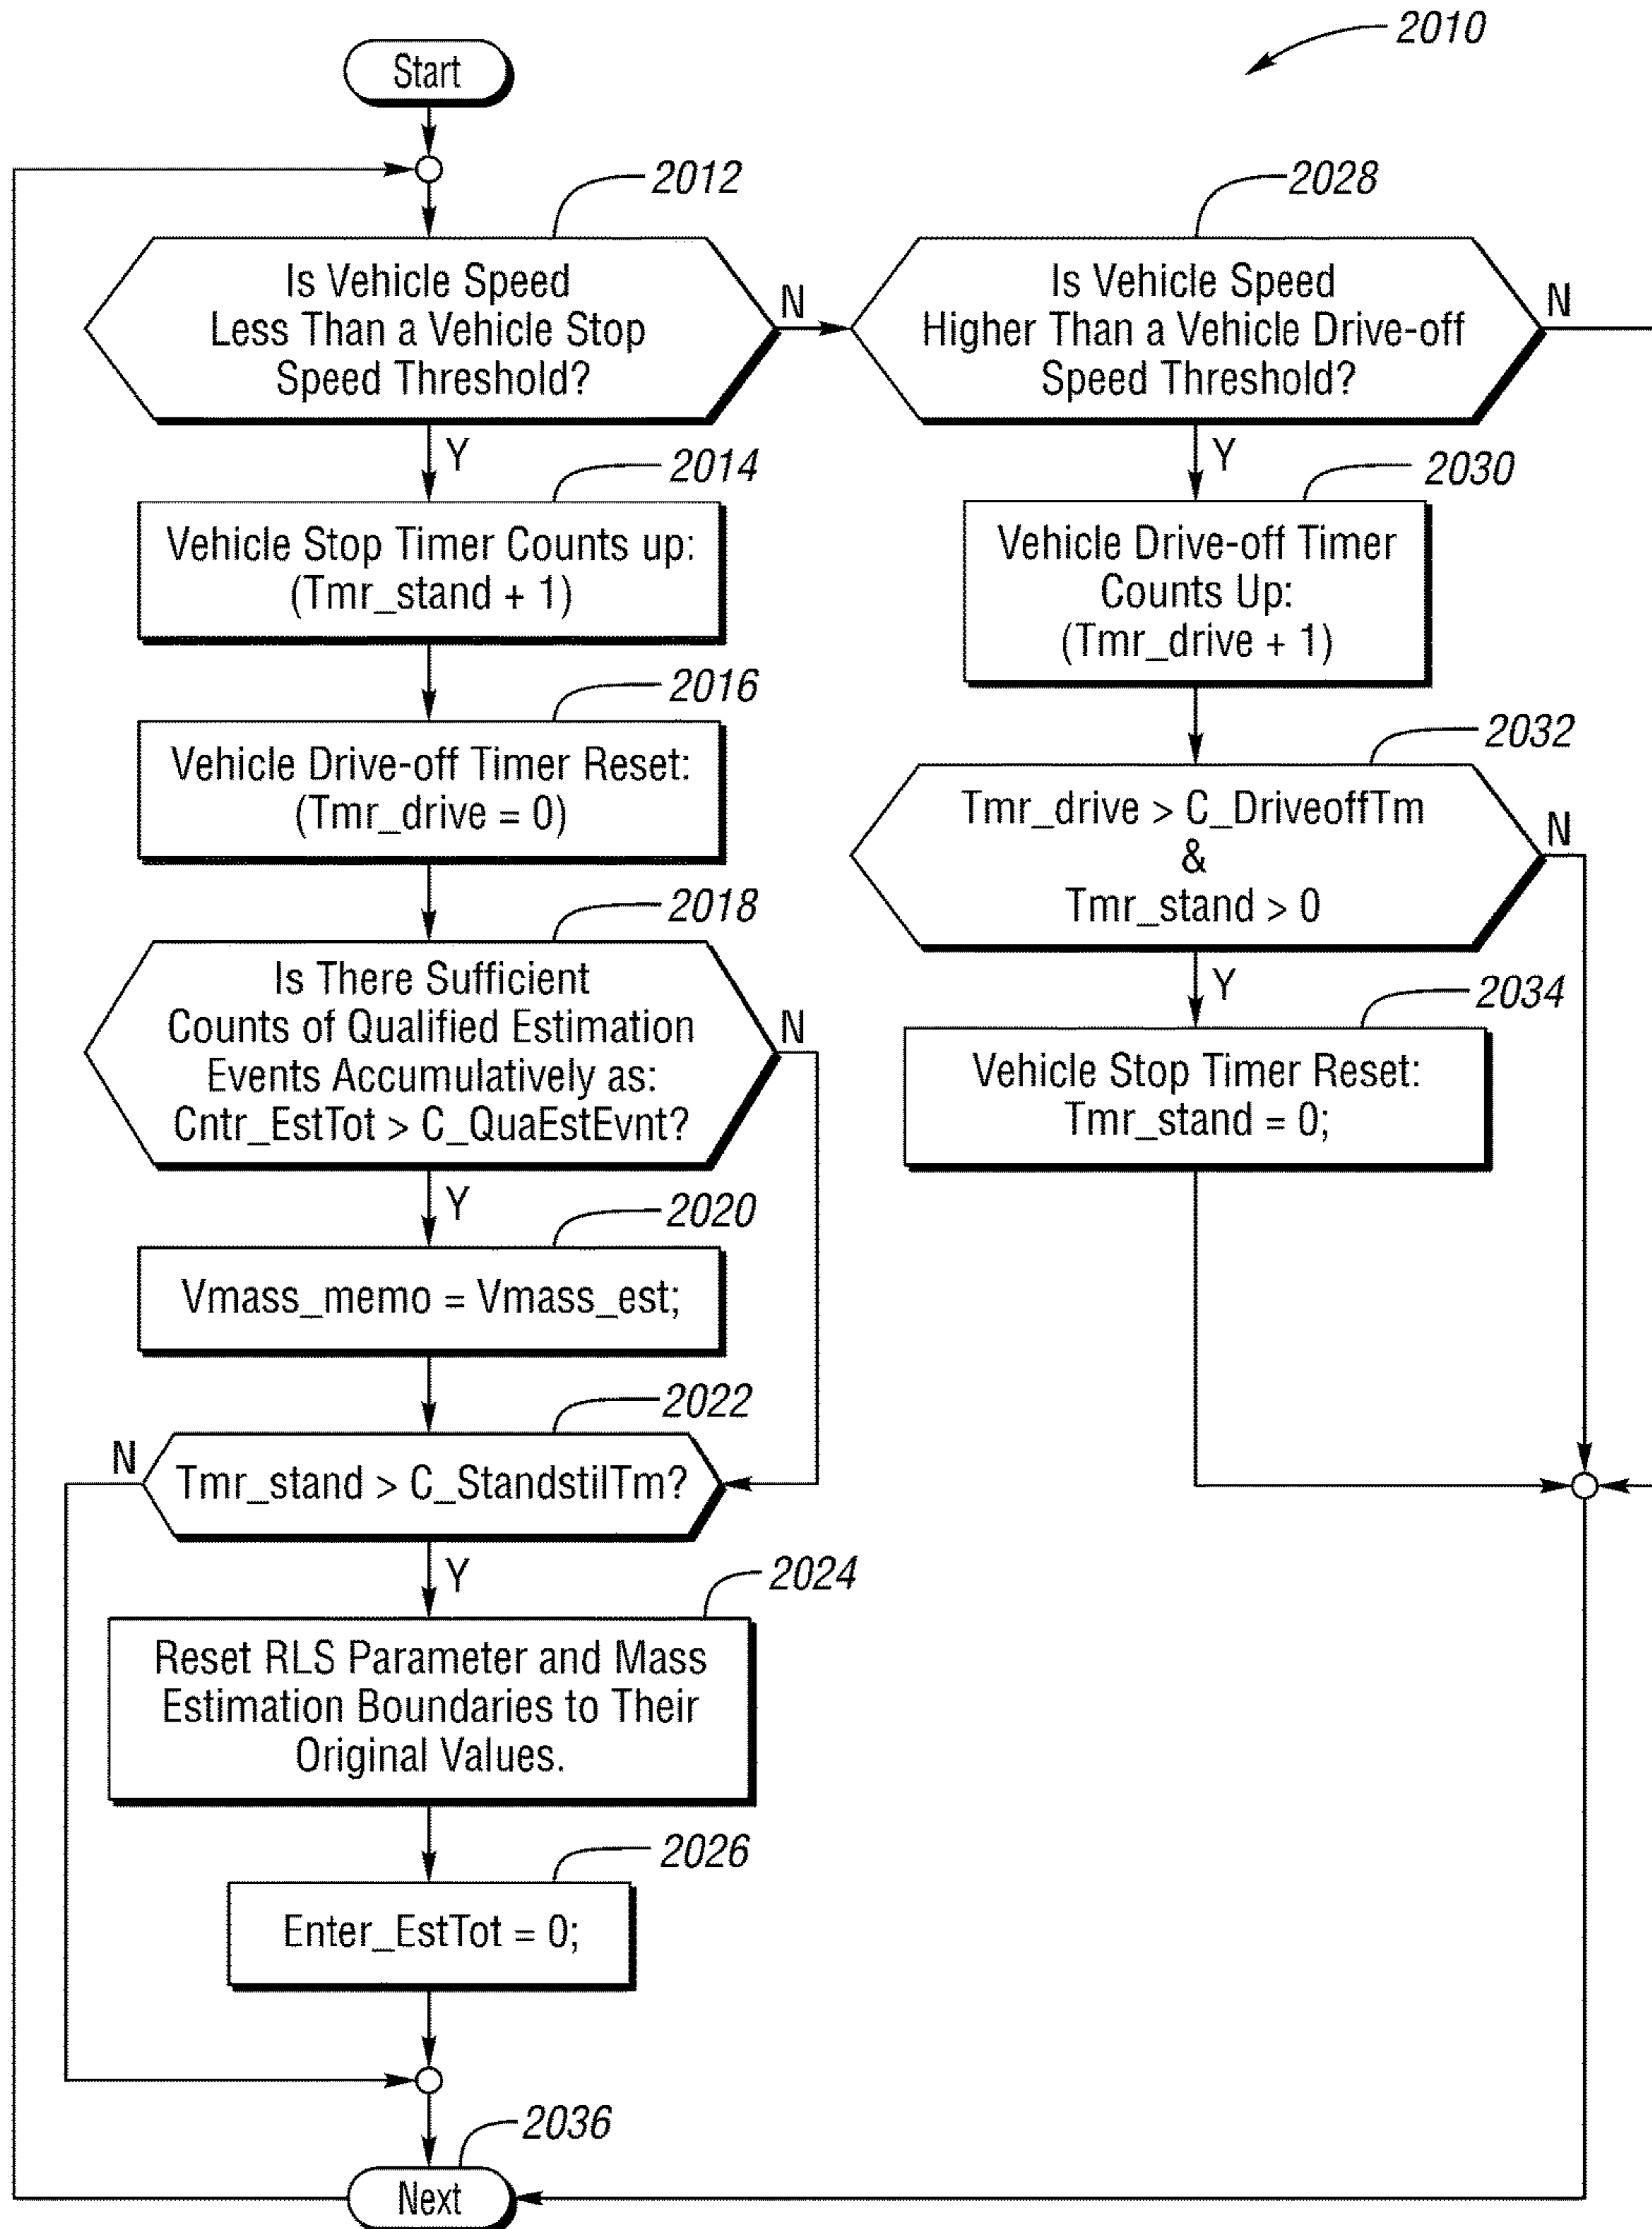 2010
Start
2012
Is Vehicle Speed
Less Than a Vehicle Stop
Speed Threshold?
N
Y
2014
Vehicle Stop Timer Counts up:
(Tmr_stand + 1)
2016
Vehicle Drive-off Timer Reset:
(Tmr_drive = 0)
2018
Is There Sufficient
Counts of Qualified Estimation
Events Accumulatively as:
Cntr_EstTot > C_QuaEstEvnt?
N
Y
2020
Vmass_memo = Vmass_est;
2022
N
Tmr_stand > C_StandstilTm?
Y
2024
Reset RLS Parameter and Mass
Estimation Boundaries to Their
Original Values.
2026
Enter_EstTot = 0;
2036
Next
2028
Is Vehicle Speed
Higher Than a Vehicle Drive-off
Speed Threshold?
N
Y
2030
Vehicle Drive-off Timer
Counts Up:
(Tmr_drive + 1)
2032
Tmr_drive > C_DriveoffTm
&
Tmr_stand > 0
N
Y
2034
Vehicle Stop Timer Reset:
Tmr_stand = 0;